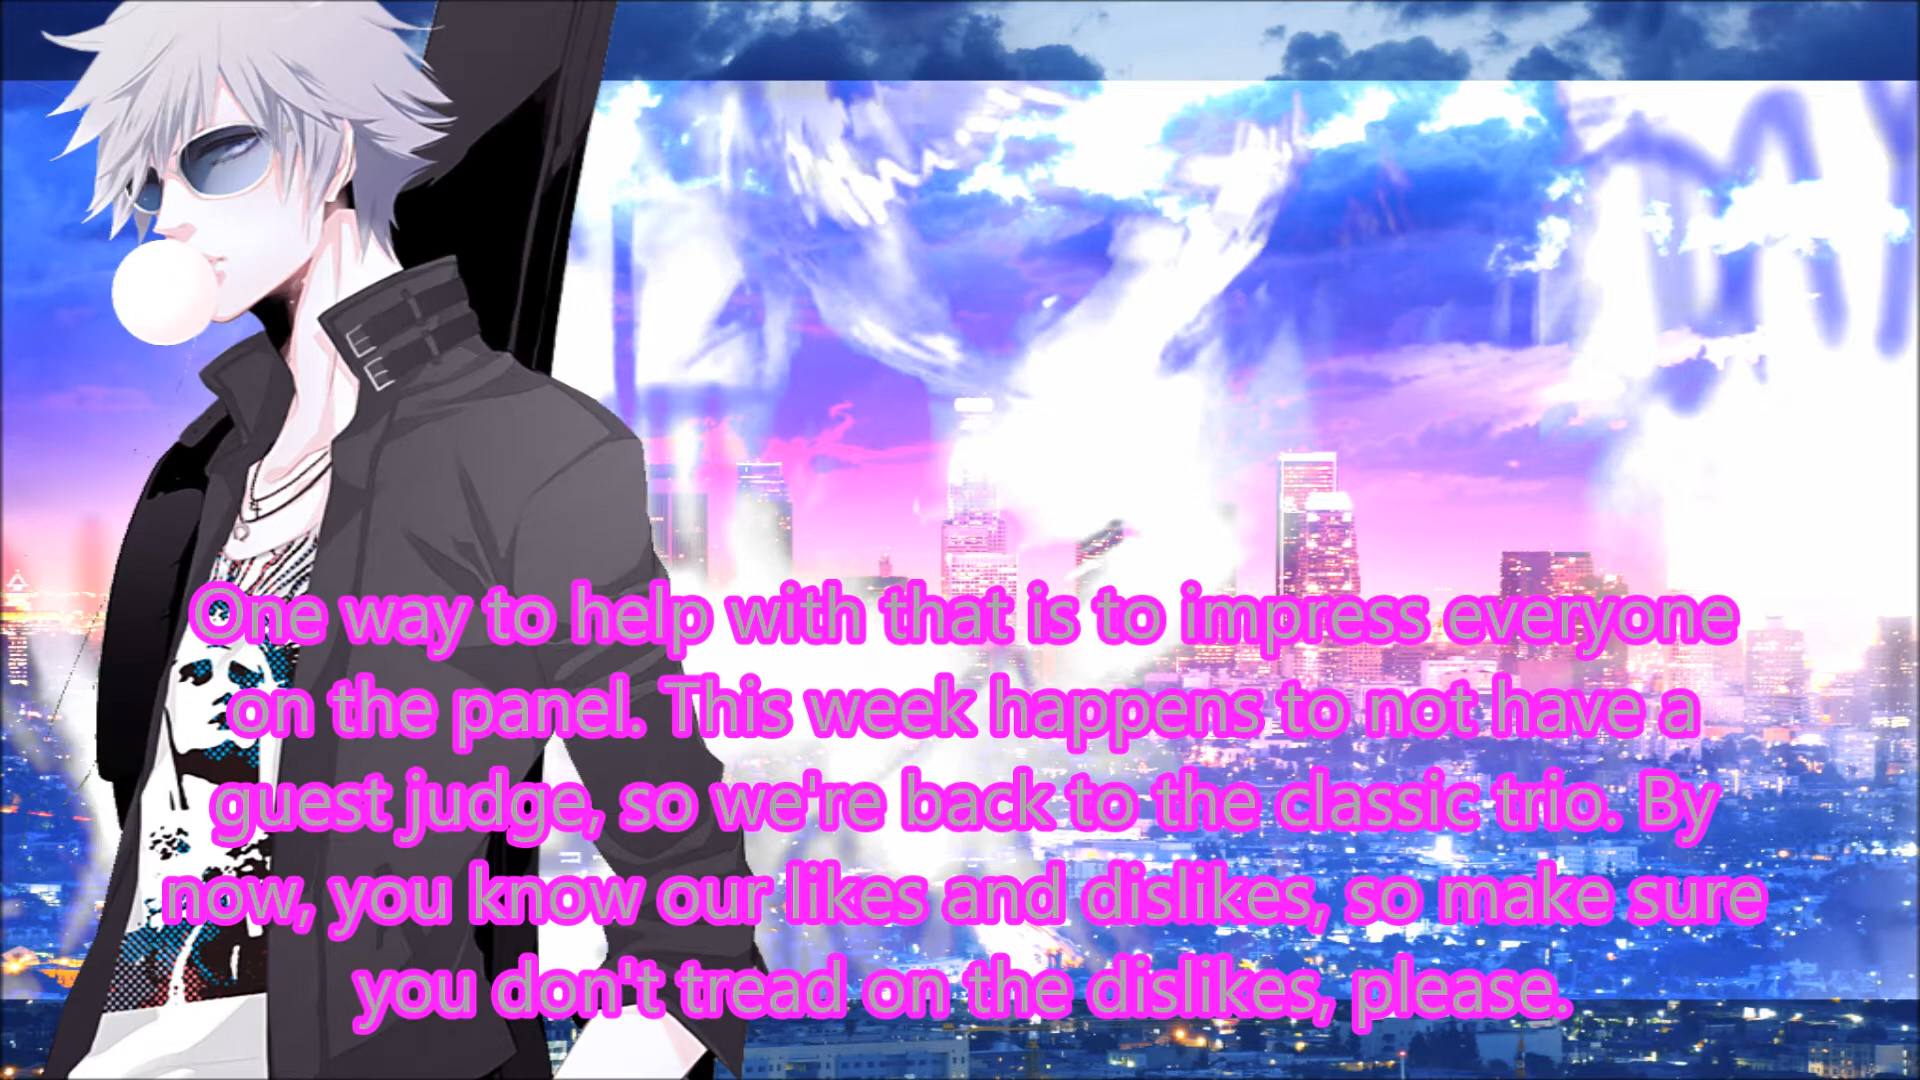 One way to help with that is to impress everyone
on the panel. This week happens to not have a
guest judge, so we're back to the classic trio. By
now, you know our likes and dislikes, so make sure
you don't tread on the dislikes, please.